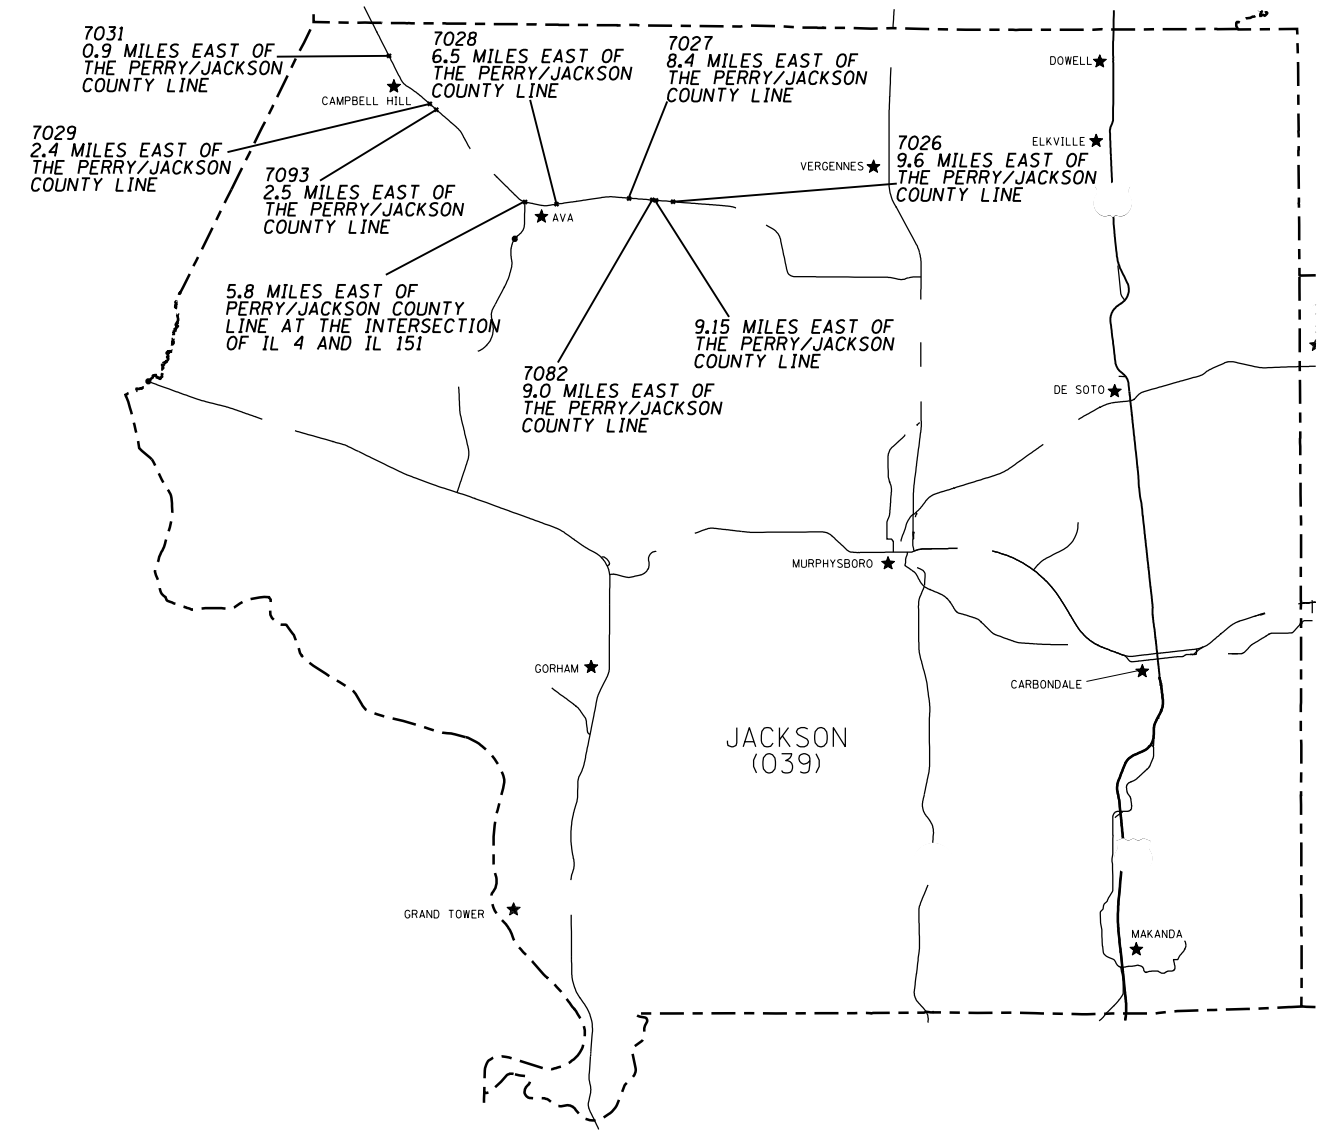 7031
0.9 MILES EAST OF
THE PERRY/JACKSON
COUNTY LINE
7028
6.5 MILES EAST OF
THE PERRY/JACKSON
COUNTY LINE
7027
8.4 MILES EAST OF
THE PERRY/JACKSON
COUNTY LINE
DOWELL
CAMPBELL HILL
7029
2.4 MILES EAST OF
THE PERRY/JACKSON
COUNTY LINE
7093
2.5 MILES EAST OF
THE PERRY/JACKSON
COUNTY LINE
VERGENNES
ELKVILLE
7026
9.6 MILES EAST OF
THE PERRY/JACKSON
COUNTY LINE
AVA
5.8 MILES EAST OF
PERRY/JACKSON COUNTY
LINE AT THE INTERSECTION
OF IL 4 AND IL 151
9.15 MILES EAST OF
THE PERRY/JACKSON
COUNTY LINE
7082
9.0 MILES EAST OF
THE PERRY/JACKSON
COUNTY LINE
DE SOTO
MURPHYSBORO
GORHAM
CARBONDALE
JACKSON
(039)
GRAND TOWER
MAKANDA